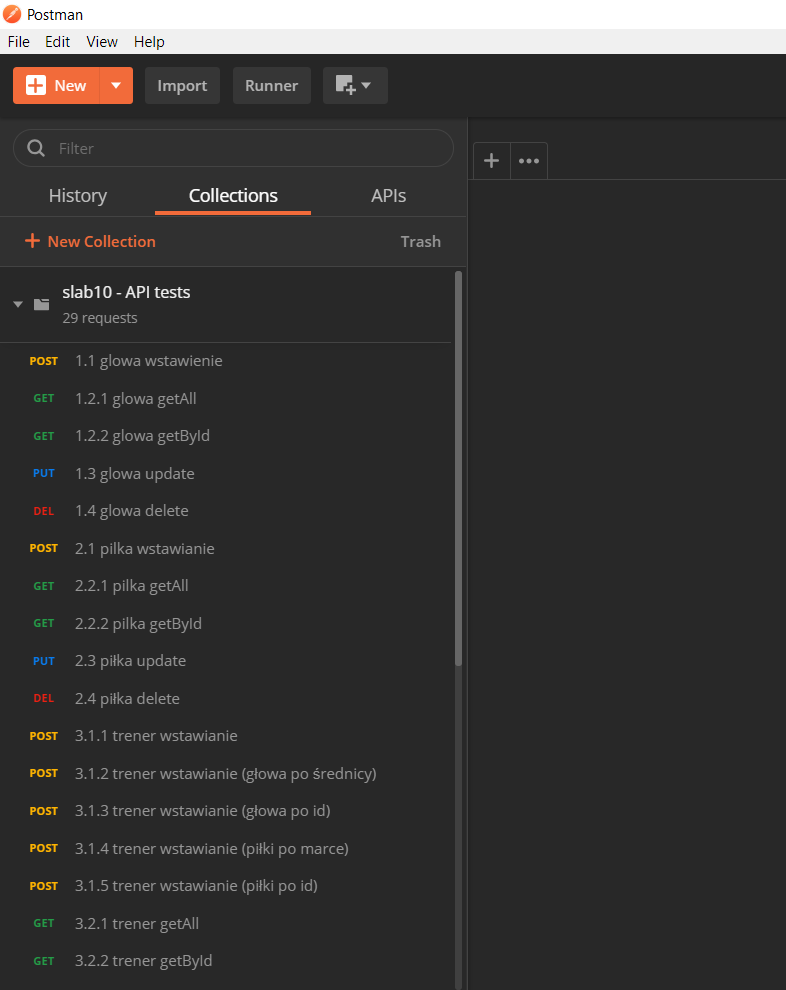 Postman
File Edit View Help
New Import Runner
Filter
History Collections APIs
New Collection Trash
slab10 - API tests
29 requests
POST 1.1 glowa wstawienie
GET 1.2.1 glowa getAll
GET 1.2.2 glowa getById
PUT 1.3 glowa update
DEL 1.4 glowa delete
POST 2.1 pilka wstawianie
GET 2.2.1 pilka getAll
GET 2.2.2 pilka getById
PUT 2.3 piłka update
DEL 2.4 piłka delete
POST 3.1.1 trener wstawianie
POST 3.1.2 trener wstawianie (głowa po średnicy)
POST 3.1.3 trener wstawianie (głowa po id)
POST 3.1.4 trener wstawianie (piłki po marce)
POST 3.1.5 trener wstawianie (piłki po id)
GET 3.2.1 trener getAll
GET 3.2.2 trener getById